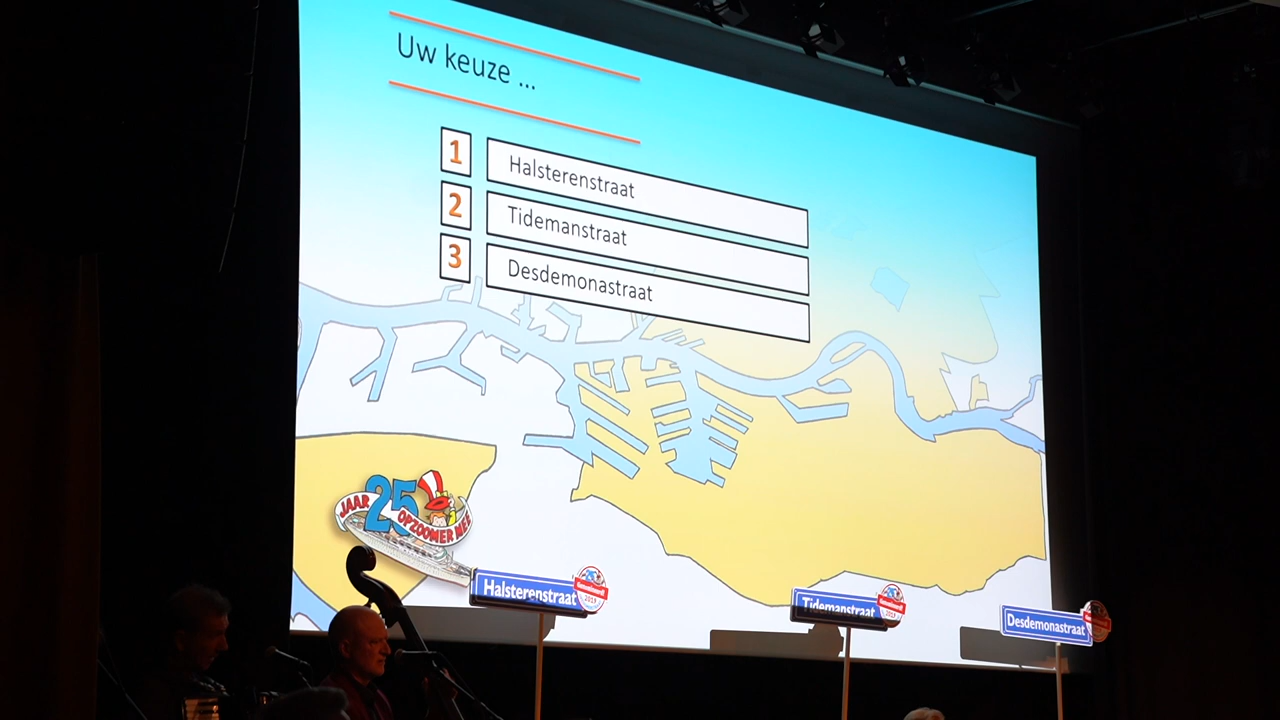 Uw keuze ...
1 Halsterenstraat
2 Tidemanstraat
3 Desdemonastraat
JAAR 25
OPZOOMER MEE
Halsterenstraat
Tidemanstraat
Desdemonastraat